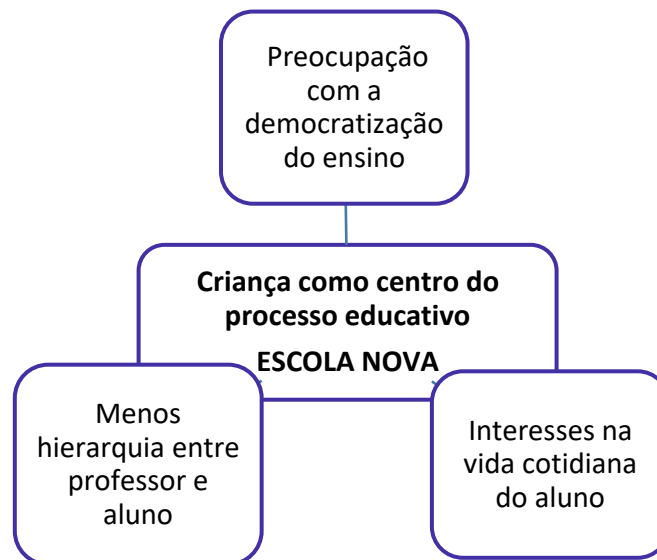 Preocupação
com a
democratização
do ensino
Criança como centro do
processo educativo
ESCOLA NOVA
Menos
hierarquia entre
professor e
aluno
Interesses na
vida cotidiana
do aluno